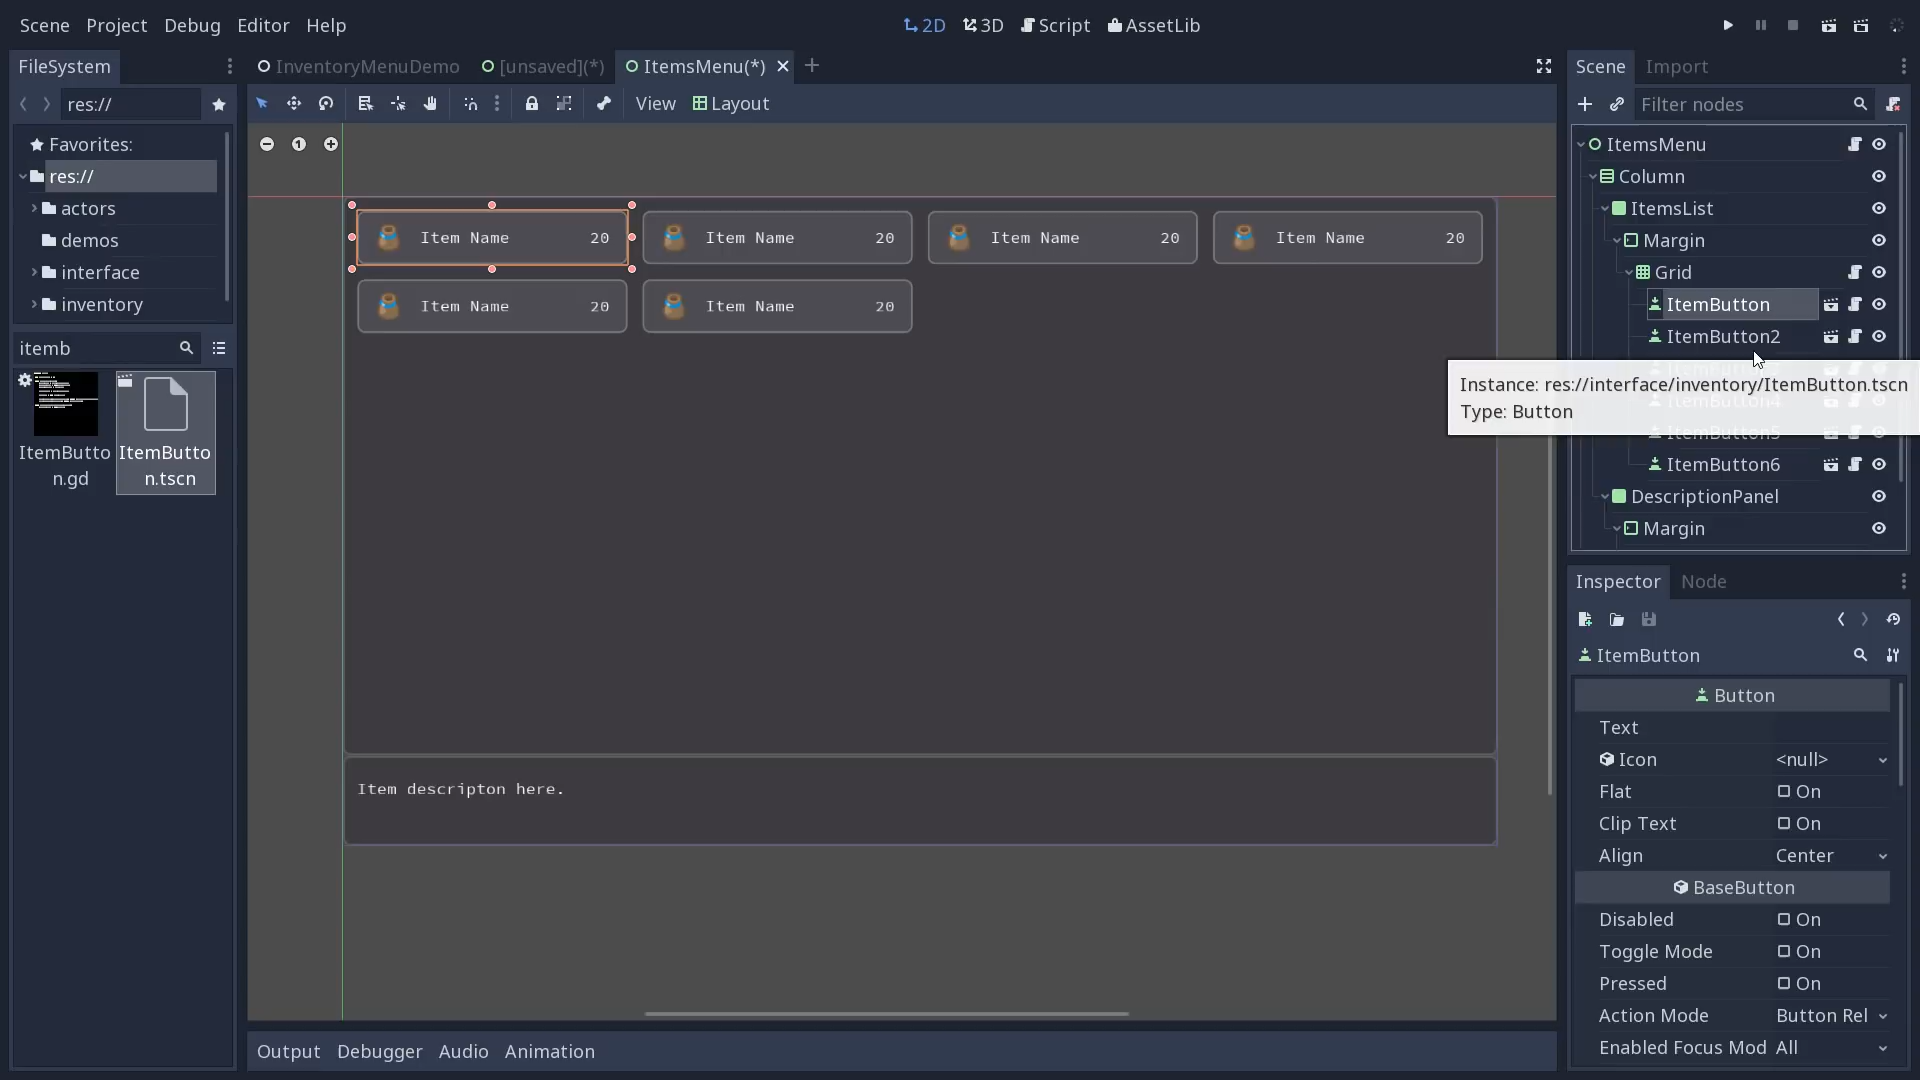 Scene Project Debug Editor Help
2D 3D Script AssetLib
FileSystem
res://
Favorites:
res://
actors
demos
interface
inventory
itemb
ItemButto
n.gd
ItemButto
n.tscn
InventoryMenuDemo
[unsaved](*)
ItemsMenu(*)
View Layout
1
Item Name 20
Item Name 20
Item Name 20
Item Name 20
Item Name 20
Item Name 20
Item descripton here.
Output Debugger Audio Animation
Scene Import
Filter nodes
ItemsMenu
Column
ItemsList
Margin
Grid
ItemButton
ItemButton2
Instance: res://interface/inventory/ItemButton.tscn
Type: Button
ItemButton4
ItemButton5
ItemButton6
DescriptionPanel
Margin
Inspector Node
ItemButton
Button
Text
Icon <null>
Flat On
Clip Text On
Align Center
BaseButton
Disabled On
Toggle Mode On
Pressed On
Action Mode Button Rel
Enabled Focus Mod All